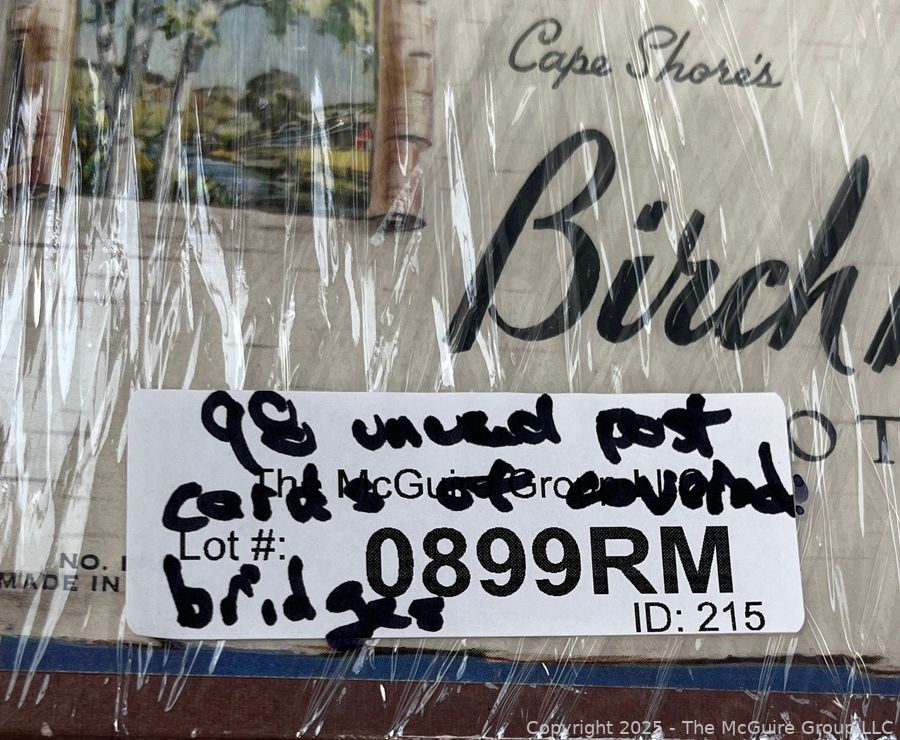 Cape Shore's
Birch
OT
98 unused post
The McGuire Group LLC
cards of covered
Lot #: 0899RM
bridges
ID: 215
NO.
MADE IN
Copyright 2025 - The McGuire Group LLC